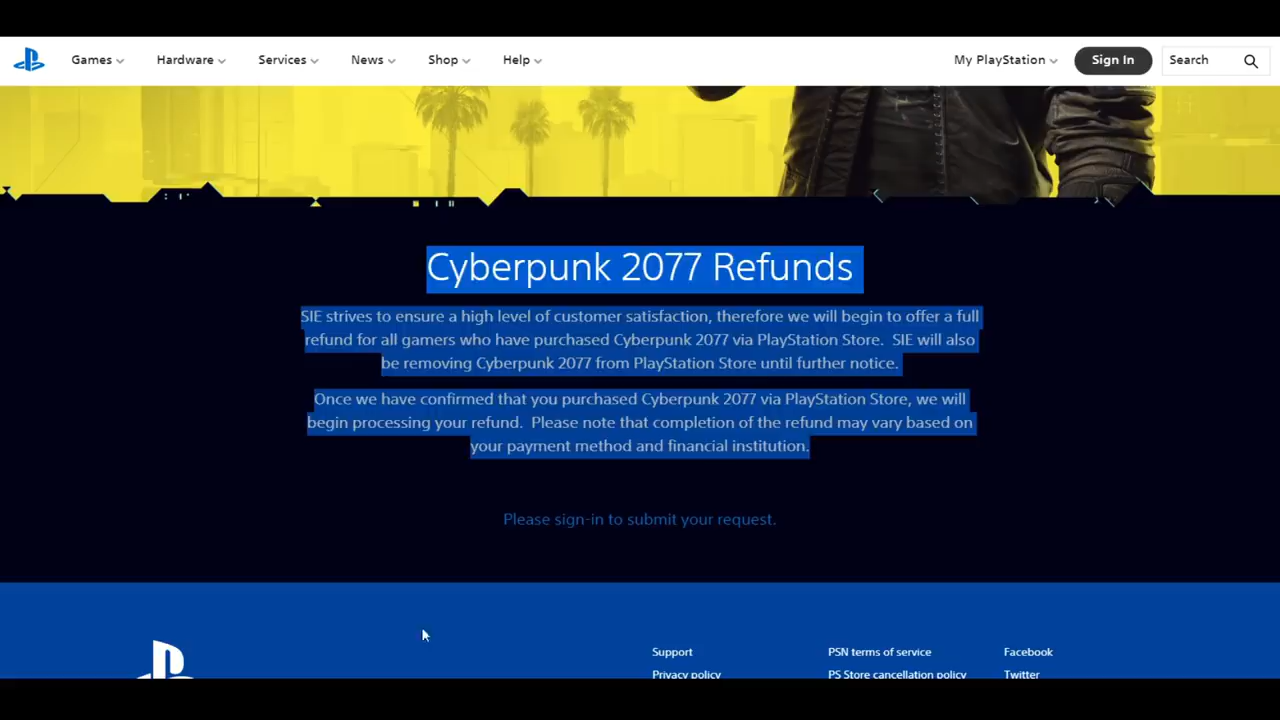 Games Hardware Services News Shop Help My PlayStation Sign In Search
Cyberpunk 2077 Refunds
SIE strives to ensure a high level of customer satisfaction, therefore we will begin to offer a full
refund for all gamers who have purchased Cyberpunk 2077 via PlayStation Store. SIE will also
be removing Cyberpunk 2077 from PlayStation Store until further notice.
Once we have confirmed that you purchased Cyberpunk 2077 via PlayStation Store, we will
begin processing your refund. Please note that completion of the refund may vary based on
your payment method and financial institution.
Please sign-in to submit your request.
Support PSN terms of service Facebook
Privacy policy PS Store cancellation policy Twitter